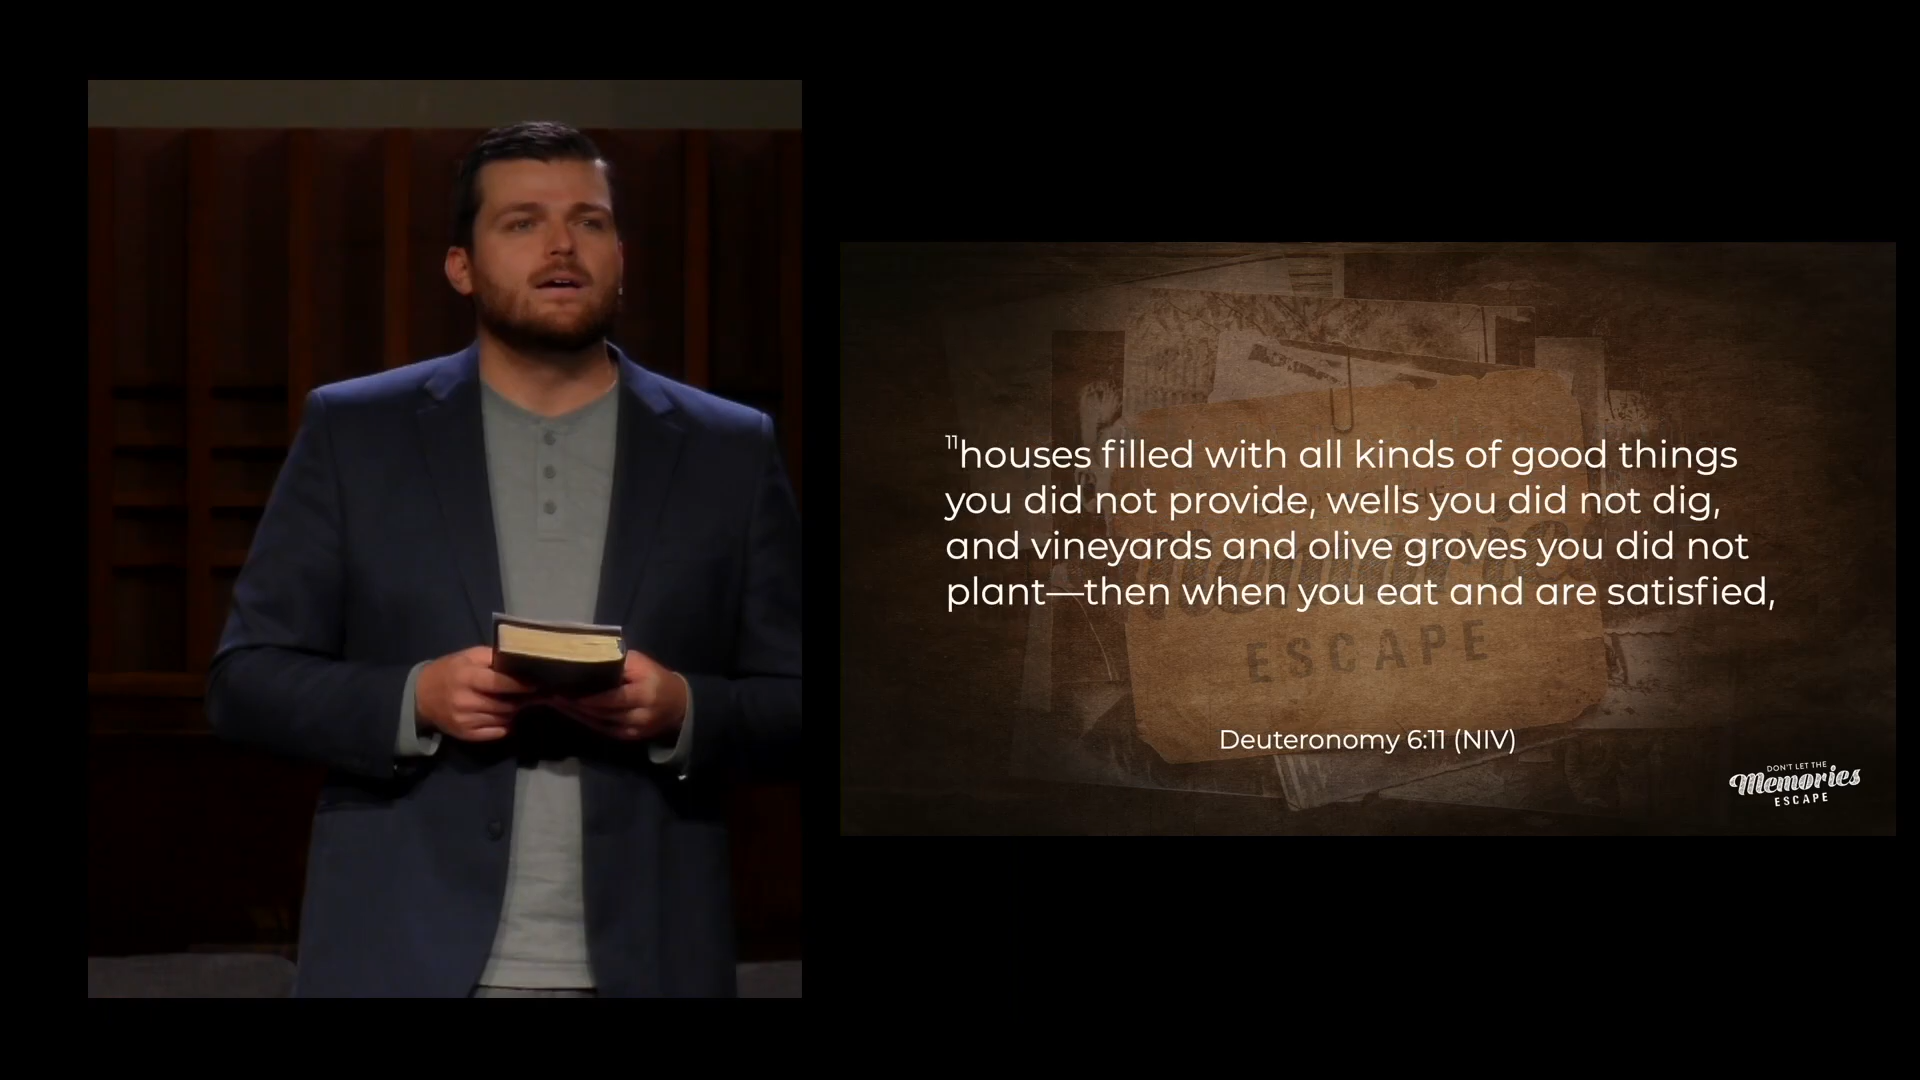 ¹¹houses filled with all kinds of good things
you did not provide, wells you did not dig,
and vineyards and olive groves you did not
plant—then when you eat and are satisfied,
ESCAPE
Deuteronomy 6:11 (NIV)
DON'T LET THE
Memories
ESCAPE